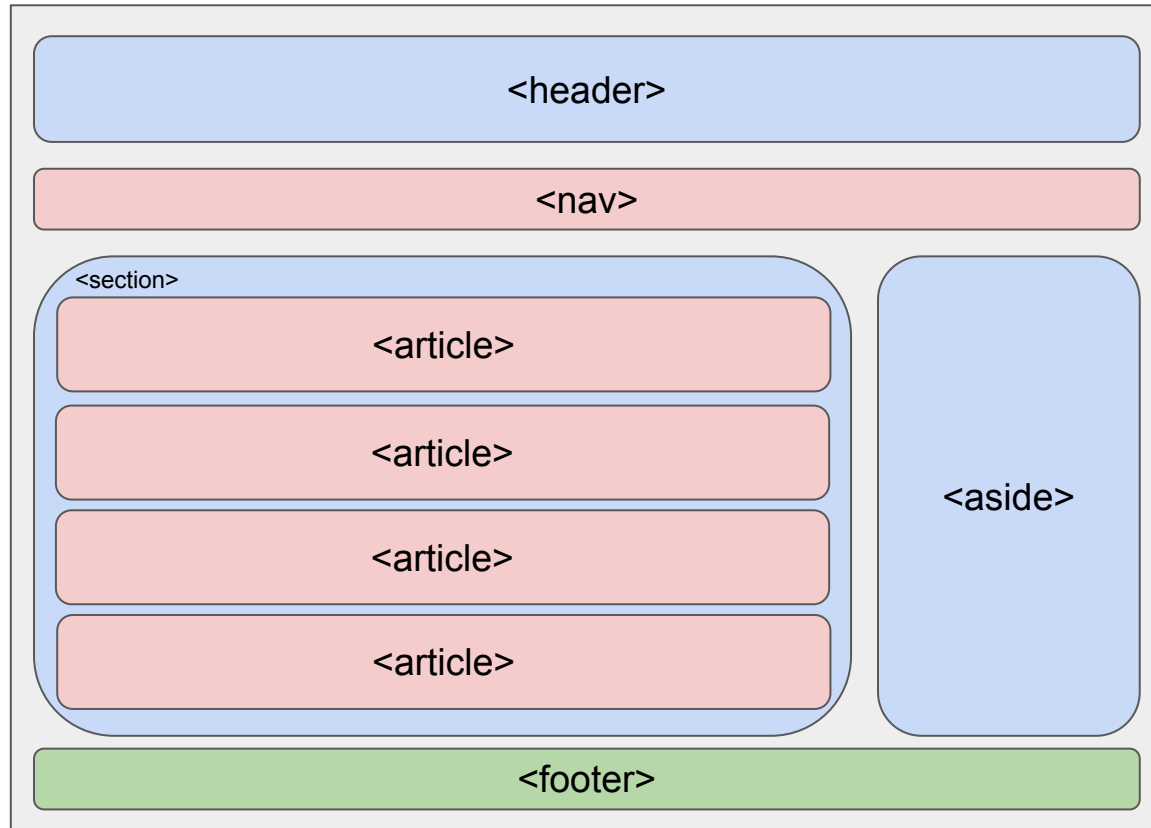 <header>
<nav>
<section>
<article>
<article>
<article>
<article>
<aside>
<footer>